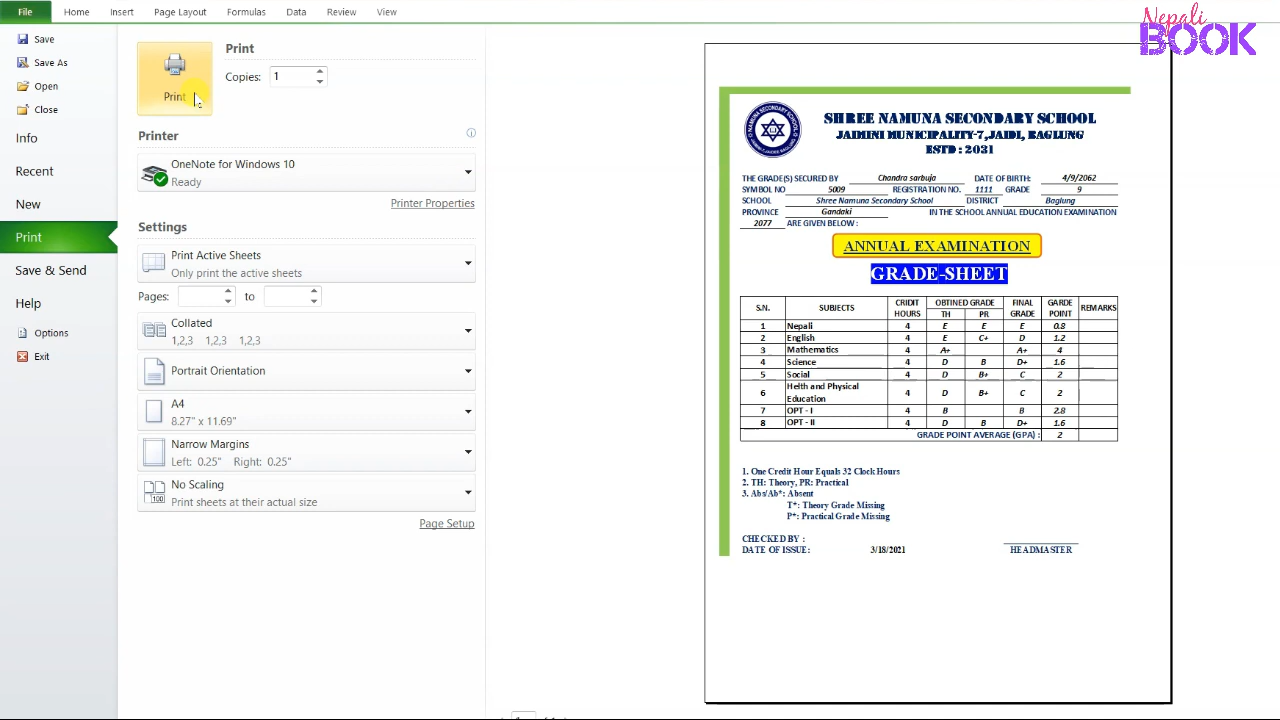 File Home Insert Page Layout Formulas Data Review View
Nepali
BOOK
Save
Save As
Open
Close
Info
Recent
New
Print
Save & Send
Help
Options
Exit
Print
Print
Copies: 1
Printer
OneNote for Windows 10
Ready
Printer Properties
Settings
Print Active Sheets
Only print the active sheets
Pages: to
Collated
1,2,3 1,2,3 1,2,3
Portrait Orientation
A4
8.27" x 11.69"
Narrow Margins
Left: 0.25" Right: 0.25"
No Scaling
Print sheets at their actual size
100
Page Setup
SHREE NAMUNA SECONDARY SCHOOL
JAIMINI MUNICIPALITY-7,JAIDI, BAGLUNG
ESTD : 2031
THE GRADE(S) SECURED BY Chandra sarbuja DATE OF BIRTH: 4/9/2062
SYMBOL NO 5009 REGISTRATION NO. 1111 GRADE 9
SCHOOL Shree Namuna Secondary School DISTRICT Baglung
PROVINCE Gandaki IN THE SCHOOL ANNUAL EDUCATION EXAMINATION
2077 ARE GIVEN BELOW :
ANNUAL EXAMINATION
GRADE-SHEET
S.N. SUBJECTS CRIDIT HOURS OBTINED GRADE TH PR FINAL GRADE GARDE POINT REMARKS
1 Nepali 4 E E E 0.8
2 English 4 E C+ D 1.2
3 Mathematics 4 A+ A+ 4
4 Science 4 D B D+ 1.6
5 Social 4 D B+ C 2
6 Helth and Physical Education 4 D B+ C 2
7 OPT - I 4 B B 2.8
8 OPT - II 4 D B D+ 1.6
GRADE POINT AVERAGE (GPA) : 2
1. One Credit Hour Equals 32 Clock Hours
2. TH: Theory, PR: Practical
3. Abs/Ab*: Absent
T*: Theory Grade Missing
P*: Practical Grade Missing
CHECKED BY :
DATE OF ISSUE: 3/18/2021 HEADMASTER